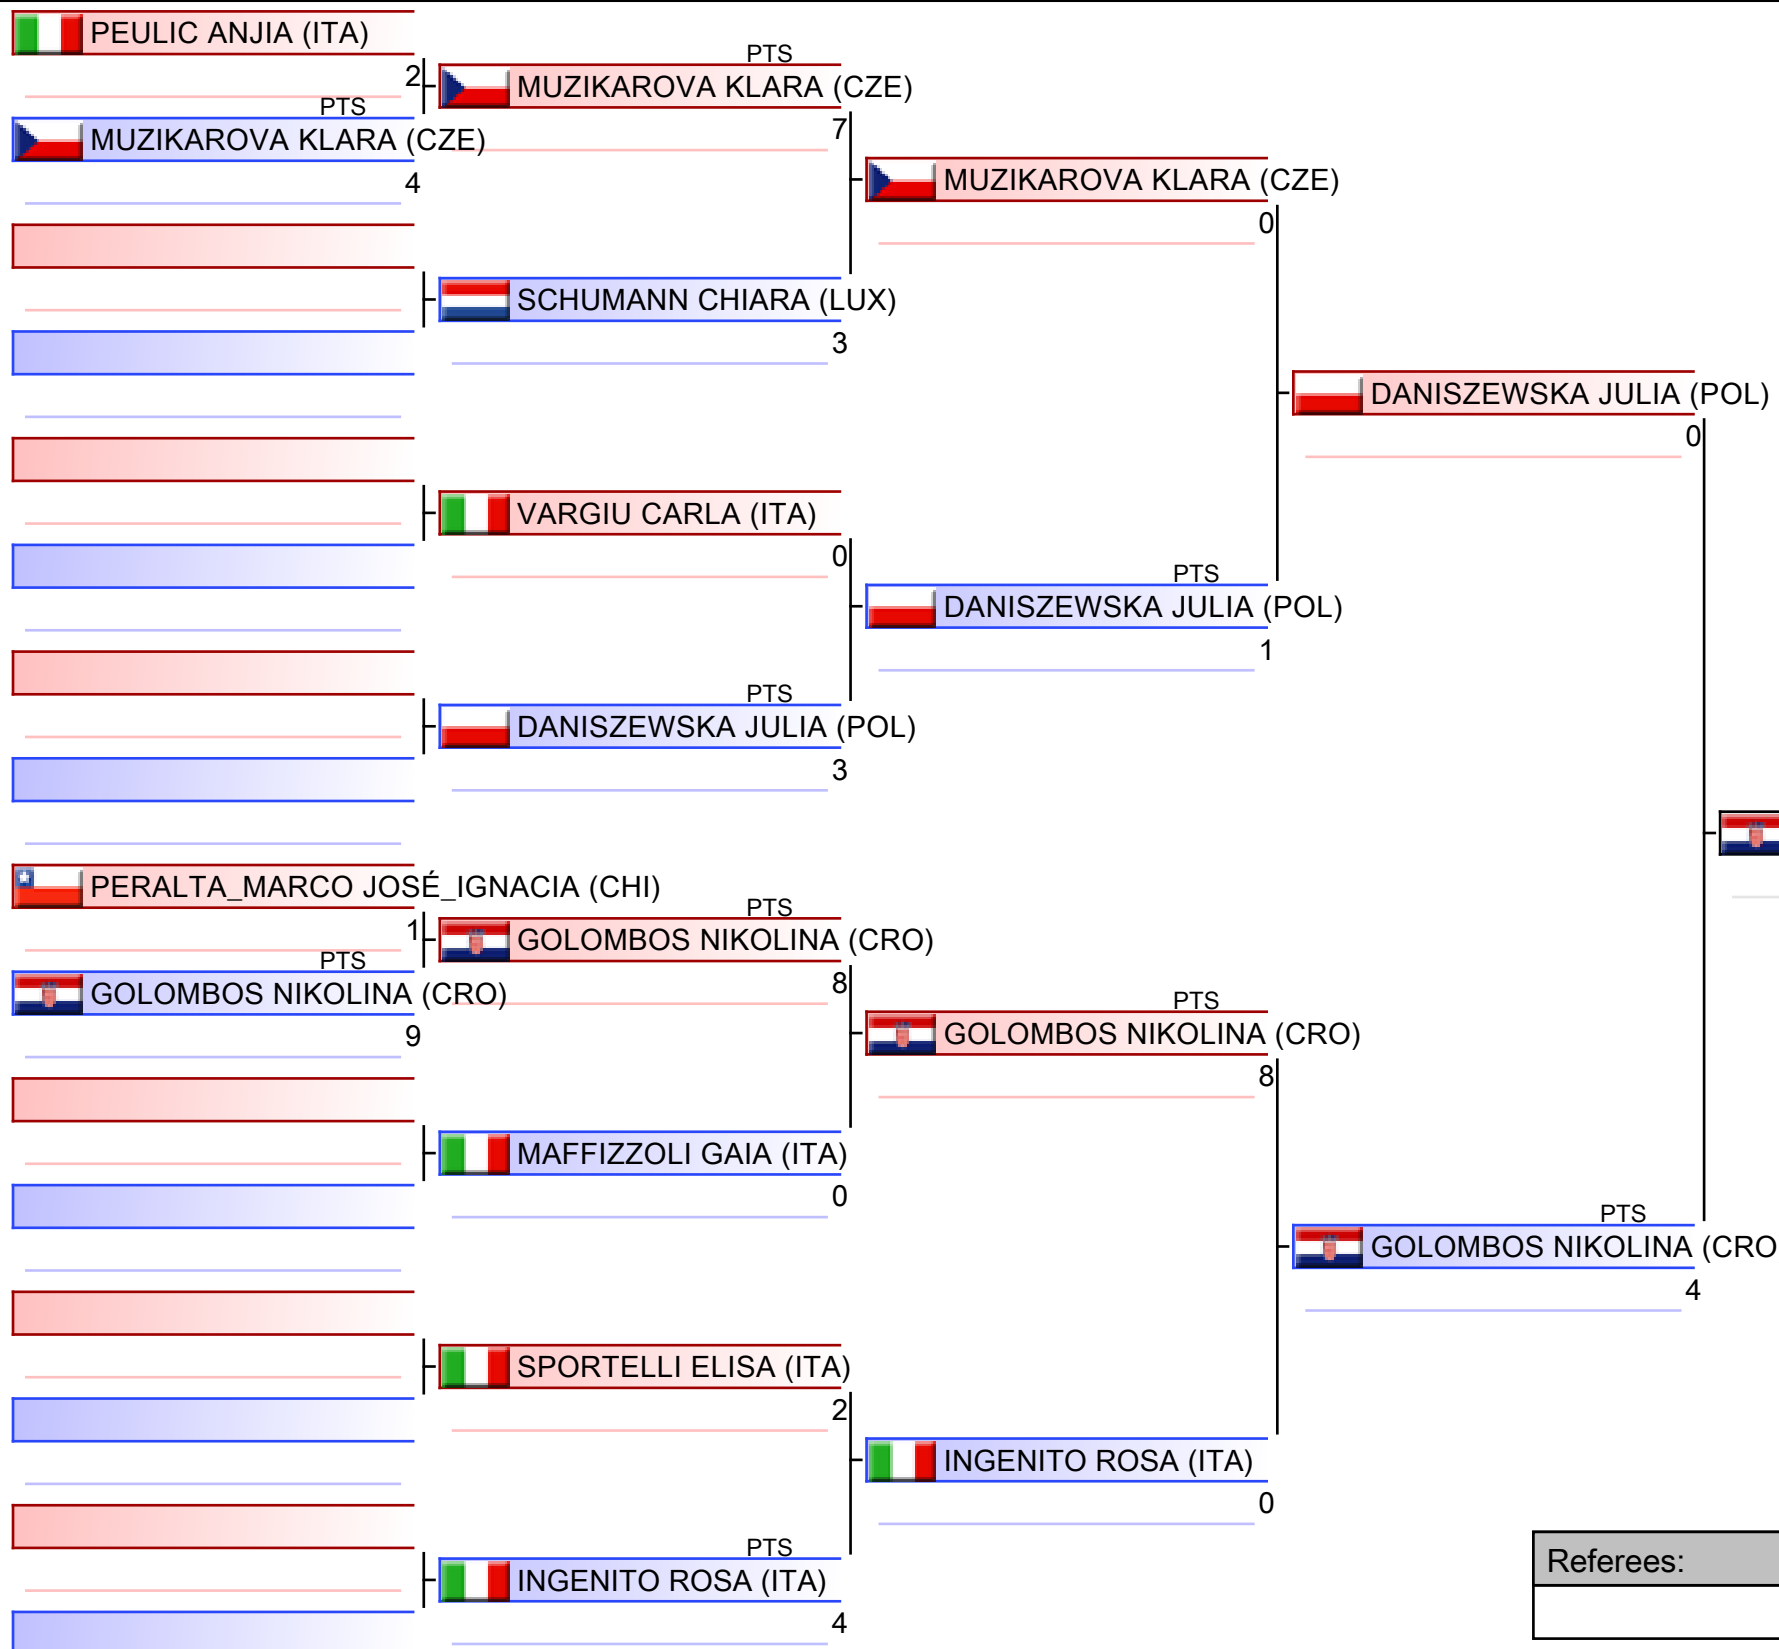 PEULIC ANJIA (ITA)
2
PTS
MUZIKAROVA KLARA (CZE)
4
PERALTA_MARCO JOSÉ_IGNACIA (CHI)
1
PTS
GOLOMBOS NIKOLINA (CRO)
9
PTS
MUZIKAROVA KLARA (CZE)
7
SCHUMANN CHIARA (LUX)
3
VARGIU CARLA (ITA)
0
PTS
DANISZEWSKA JULIA (POL)
3
PTS
GOLOMBOS NIKOLINA (CRO)
8
MAFFIZZOLI GAIA (ITA)
0
SPORTELLI ELISA (ITA)
2
PTS
INGENITO ROSA (ITA)
4
MUZIKAROVA KLARA (CZE)
0
PTS
DANISZEWSKA JULIA (POL)
1
PTS
GOLOMBOS NIKOLINA (CRO)
8
INGENITO ROSA (ITA)
0
DANISZEWSKA JULIA (POL)
0
PTS
GOLOMBOS NIKOLINA (CRO
4
Referees: